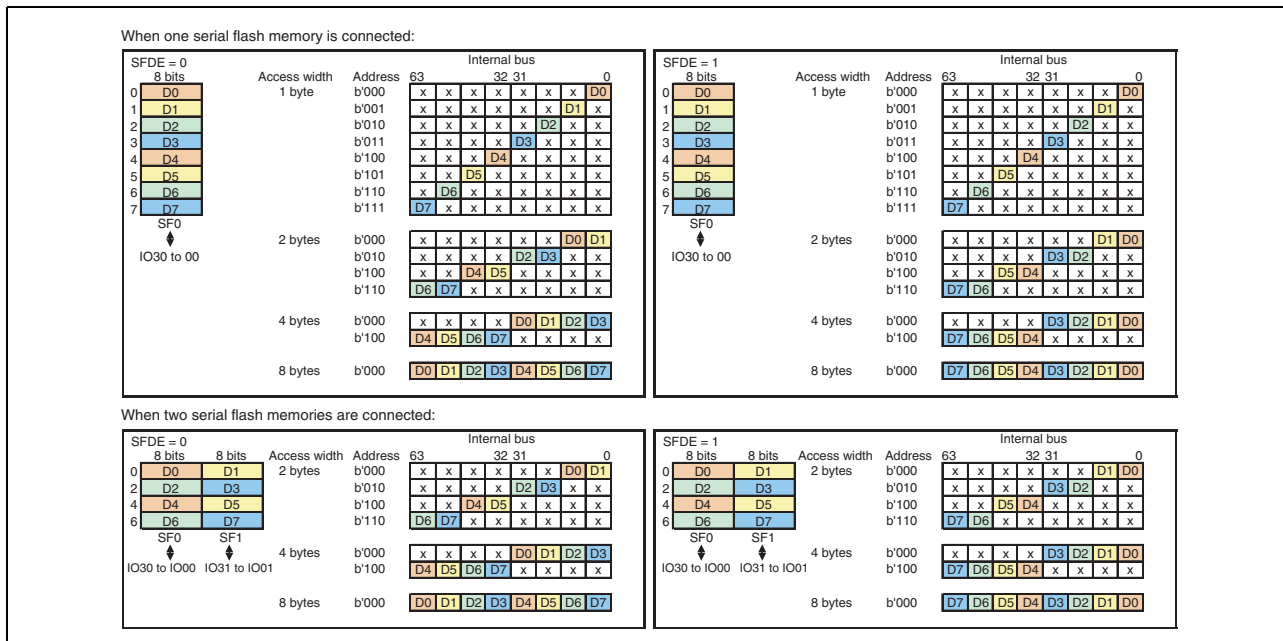 When one serial flash memory is connected:
SFDE = 0
Internal bus
8 bits Access width Address 63 32 31 0
0 D0 1 byte b'000 x x x x x x x D0
1 D1 b'001 x x x x x x D1 x
2 D2 b'010 x x x x x D2 x x
3 D3 b'011 x x x x D3 x x x
4 D4 b'100 x x x D4 x x x x
5 D5 b'101 x x D5 x x x x x
6 D6 b'110 x D6 x x x x x x
7 D7 b'111 D7 x x x x x x x
SF0
2 bytes b'000 x x x x x x D0 D1
IO30 to 00 b'010 x x x x D2 D3 x x
b'100 x x D4 D5 x x x x
b'110 D6 D7 x x x x x x
4 bytes b'000 x x x x D0 D1 D2 D3
b'100 D4 D5 D6 D7 x x x x
8 bytes b'000 D0 D1 D2 D3 D4 D5 D6 D7
SFDE = 1
Internal bus
8 bits Access width Address 63 32 31 0
0 D0 1 byte b'000 x x x x x x x D0
1 D1 b'001 x x x x x x D1 x
2 D2 b'010 x x x x x D2 x x
3 D3 b'011 x x x x D3 x x x
4 D4 b'100 x x x D4 x x x x
5 D5 b'101 x x D5 x x x x x
6 D6 b'110 x D6 x x x x x x
7 D7 b'111 D7 x x x x x x x
SF0
2 bytes b'000 x x x x x x D1 D0
IO30 to 00 b'010 x x x x D3 D2 x x
b'100 x x D5 D4 x x x x
b'110 D7 D6 x x x x x x
4 bytes b'000 x x x x D3 D2 D1 D0
b'100 D7 D6 D5 D4 x x x x
8 bytes b'000 D7 D6 D5 D4 D3 D2 D1 D0
When two serial flash memories are connected:
SFDE = 0
Internal bus
8 bits 8 bits Access width Address 63 32 31 0
0 D0 D1 2 bytes b'000 x x x x x x D0 D1
2 D2 D3 b'010 x x x x D2 D3 x x
4 D4 D5 b'100 x x D4 D5 x x x x
6 D6 D7 b'110 D6 D7 x x x x x x
SF0 SF1
4 bytes b'000 x x x x D0 D1 D2 D3
IO30 to IO00 IO31 to IO01 b'100 D4 D5 D6 D7 x x x x
8 bytes b'000 D0 D1 D2 D3 D4 D5 D6 D7
SFDE = 1
Internal bus
8 bits 8 bits Access width Address 63 32 31 0
0 D0 D1 2 bytes b'000 x x x x x x D1 D0
2 D2 D3 b'010 x x x x D3 D2 x x
4 D4 D5 b'100 x x D5 D4 x x x x
6 D6 D7 b'110 D7 D6 x x x x x x
SF0 SF1
4 bytes b'000 x x x x D3 D2 D1 D0
IO30 to IO00 IO31 to IO01 b'100 D7 D6 D5 D4 x x x x
8 bytes b'000 D7 D6 D5 D4 D3 D2 D1 D0